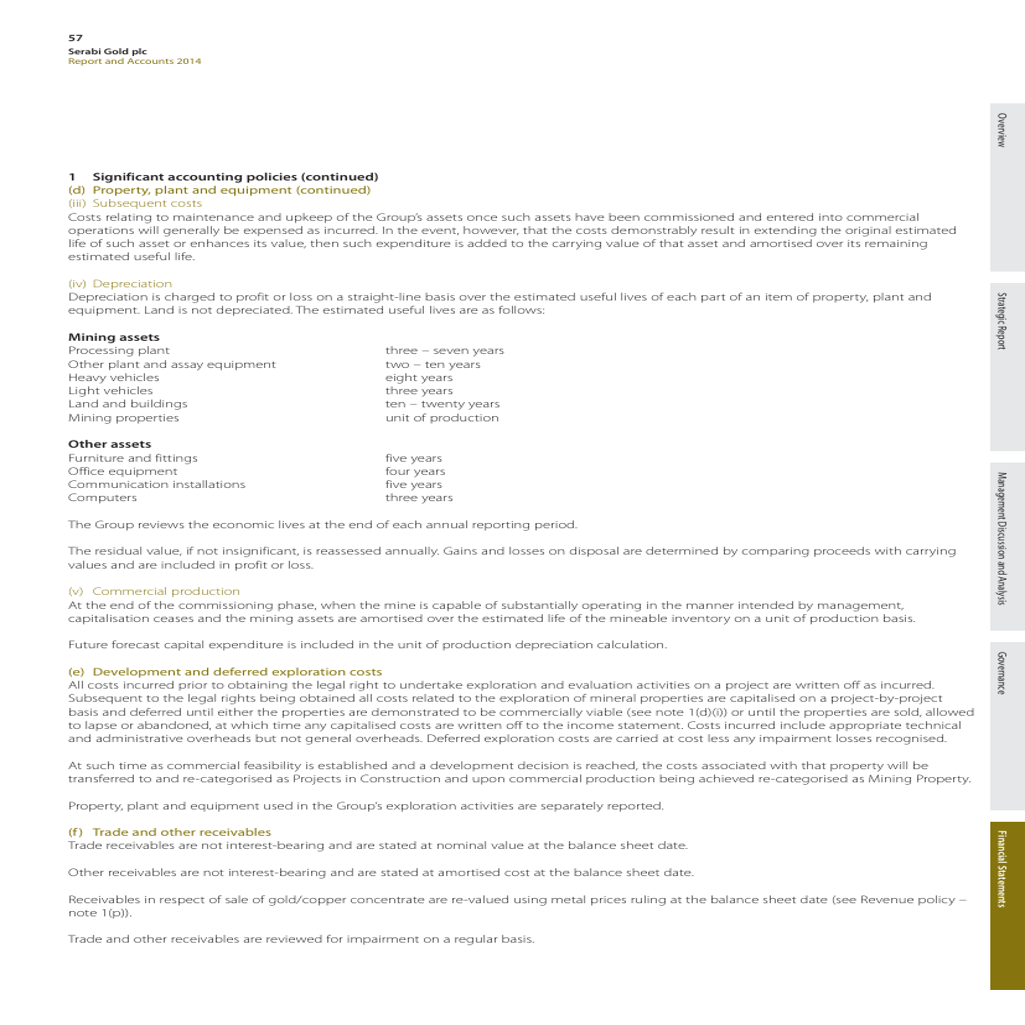 57
Serabi Gold plc
Report and Accounts 2014
1 Significant accounting policies (continued)
(d) Property, plant and equipment (continued)
(iii) Subsequent costs
Costs relating to maintenance and upkeep of the Group's assets once such assets have been commissioned and entered into commercial
operations will generally be expensed as incurred. In the event, however, that the costs demonstrably result in extending the original estimated
life of such asset or enhances its value, then such expenditure is added to the carrying value of that asset and amortised over its remaining
estimated useful life.
(iv) Depreciation
Depreciation is charged to profit or loss on a straight-line basis over the estimated useful lives of each part of an item of property, plant and
equipment. Land is not depreciated. The estimated useful lives are as follows:
Mining assets
Processing plant three – seven years
Other plant and assay equipment two – ten years
Heavy vehicles eight years
Light vehicles three years
Land and buildings ten – twenty years
Mining properties unit of production
Other assets
Furniture and fittings five years
Office equipment four years
Communication installations five years
Computers three years
The Group reviews the economic lives at the end of each annual reporting period.
The residual value, if not insignificant, is reassessed annually. Gains and losses on disposal are determined by comparing proceeds with carrying
values and are included in profit or loss.
(v) Commercial production
At the end of the commissioning phase, when the mine is capable of substantially operating in the manner intended by management,
capitalisation ceases and the mining assets are amortised over the estimated life of the mineable inventory on a unit of production basis.
Future forecast capital expenditure is included in the unit of production depreciation calculation.
(e) Development and deferred exploration costs
All costs incurred prior to obtaining the legal right to undertake exploration and evaluation activities on a project are written off as incurred.
Subsequent to the legal rights being obtained all costs related to the exploration of mineral properties are capitalised on a project-by-project
basis and deferred until either the properties are demonstrated to be commercially viable (see note 1(d)(i)) or until the properties are sold, allowed
to lapse or abandoned, at which time any capitalised costs are written off to the income statement. Costs incurred include appropriate technical
and administrative overheads but not general overheads. Deferred exploration costs are carried at cost less any impairment losses recognised.
At such time as commercial feasibility is established and a development decision is reached, the costs associated with that property will be
transferred to and re-categorised as Projects in Construction and upon commercial production being achieved re-categorised as Mining Property.
Property, plant and equipment used in the Group's exploration activities are separately reported.
(f) Trade and other receivables
Trade receivables are not interest-bearing and are stated at nominal value at the balance sheet date.
Other receivables are not interest-bearing and are stated at amortised cost at the balance sheet date.
Receivables in respect of sale of gold/copper concentrate are re-valued using metal prices ruling at the balance sheet date (see Revenue policy –
note 1(p)).
Trade and other receivables are reviewed for impairment on a regular basis.
Overview
Strategic Report
Management Discussion and Analysis
Governance
Financial Statements